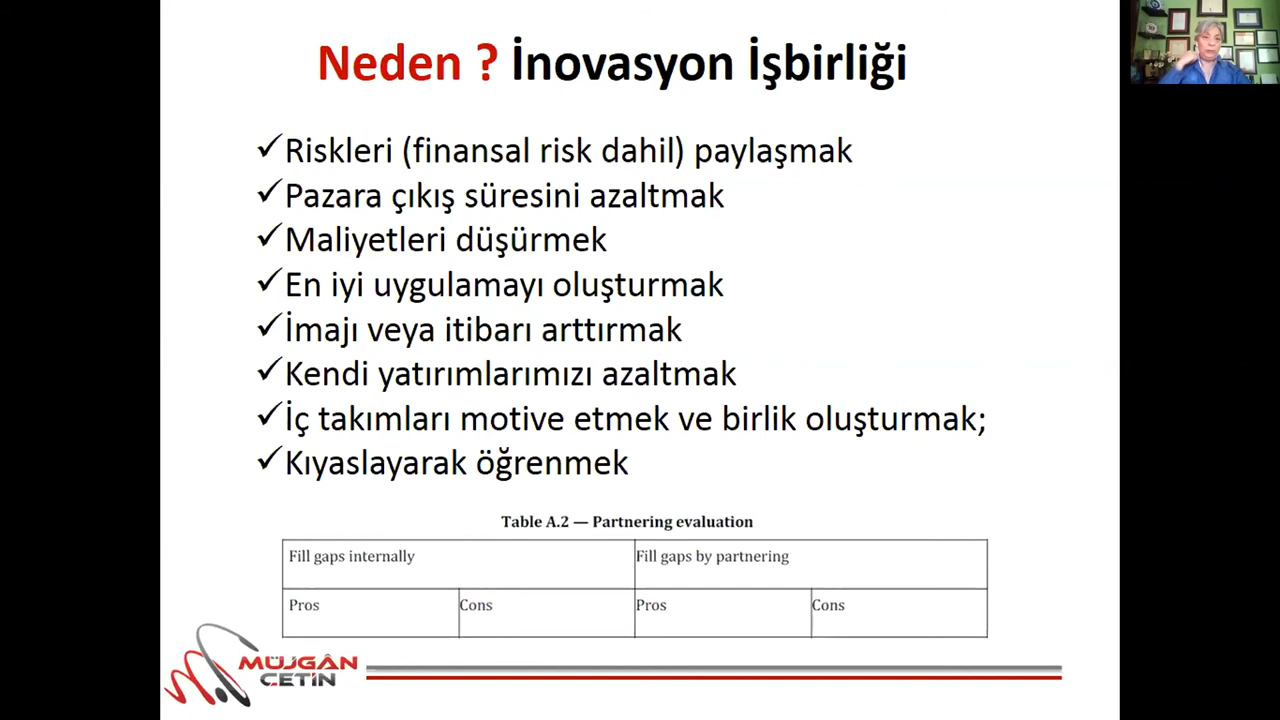 Neden ? İnovasyon İşbirliği
✓Riskleri (finansal risk dahil) paylaşmak
✓Pazara çıkış süresini azaltmak
✓Maliyetleri düşürmek
✓En iyi uygulamayı oluşturmak
✓İmajı veya itibarı arttırmak
✓Kendi yatırımlarımızı azaltmak
✓İç takımları motive etmek ve birlik oluşturmak;
✓Kıyaslayarak öğrenmek
Table A.2 — Partnering evaluation
Fill gaps internally Fill gaps by partnering
Pros Cons Pros Cons
MÜJGÂN
ÇETİN